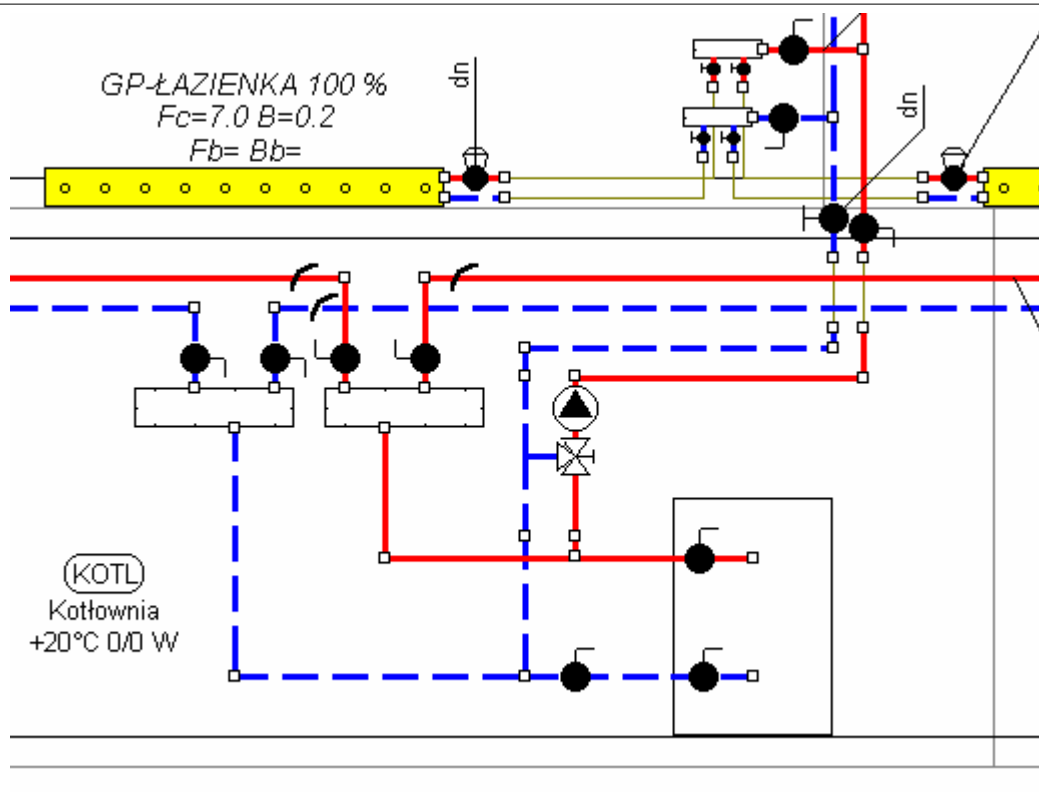 GP-ŁAZIENKA 100 %
Fc=7.0 B=0.2
Fb= Bb=
dn
dn
KOTL
Kotłownia
+20°C 0/0 W